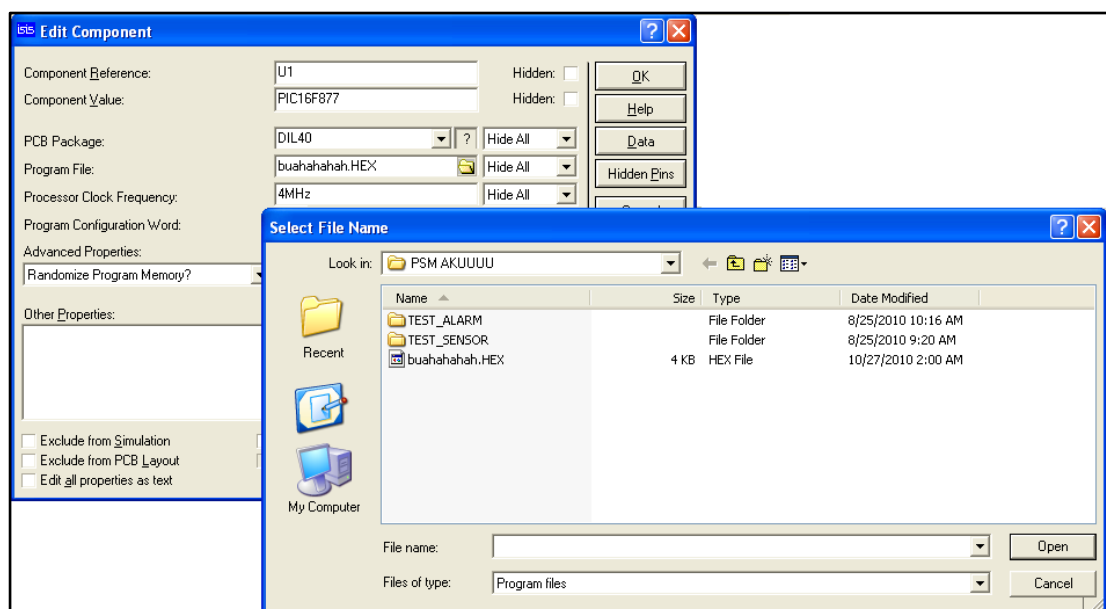 isis Edit Component
Component Reference: U1 Hidden:
Component Value: PIC16F877 Hidden:
PCB Package: DIL40 ? Hide All
Program File: buahahahah.HEX Hide All
Processor Clock Frequency: 4MHz Hide All
Program Configuration Word:
Advanced Properties:
Randomize Program Memory?
Other Properties:
Exclude from Simulation
Exclude from PCB Layout
Edit all properties as text
OK
Help
Data
Hidden Pins
Select File Name
Look in: PSM AKUUUU
Name Size Type Date Modified
TEST_ALARM File Folder 8/25/2010 10:16 AM
TEST_SENSOR File Folder 8/25/2010 9:20 AM
buahahahah.HEX 4 KB HEX File 10/27/2010 2:00 AM
Recent
My Computer
File name: Open
Files of type: Program files Cancel